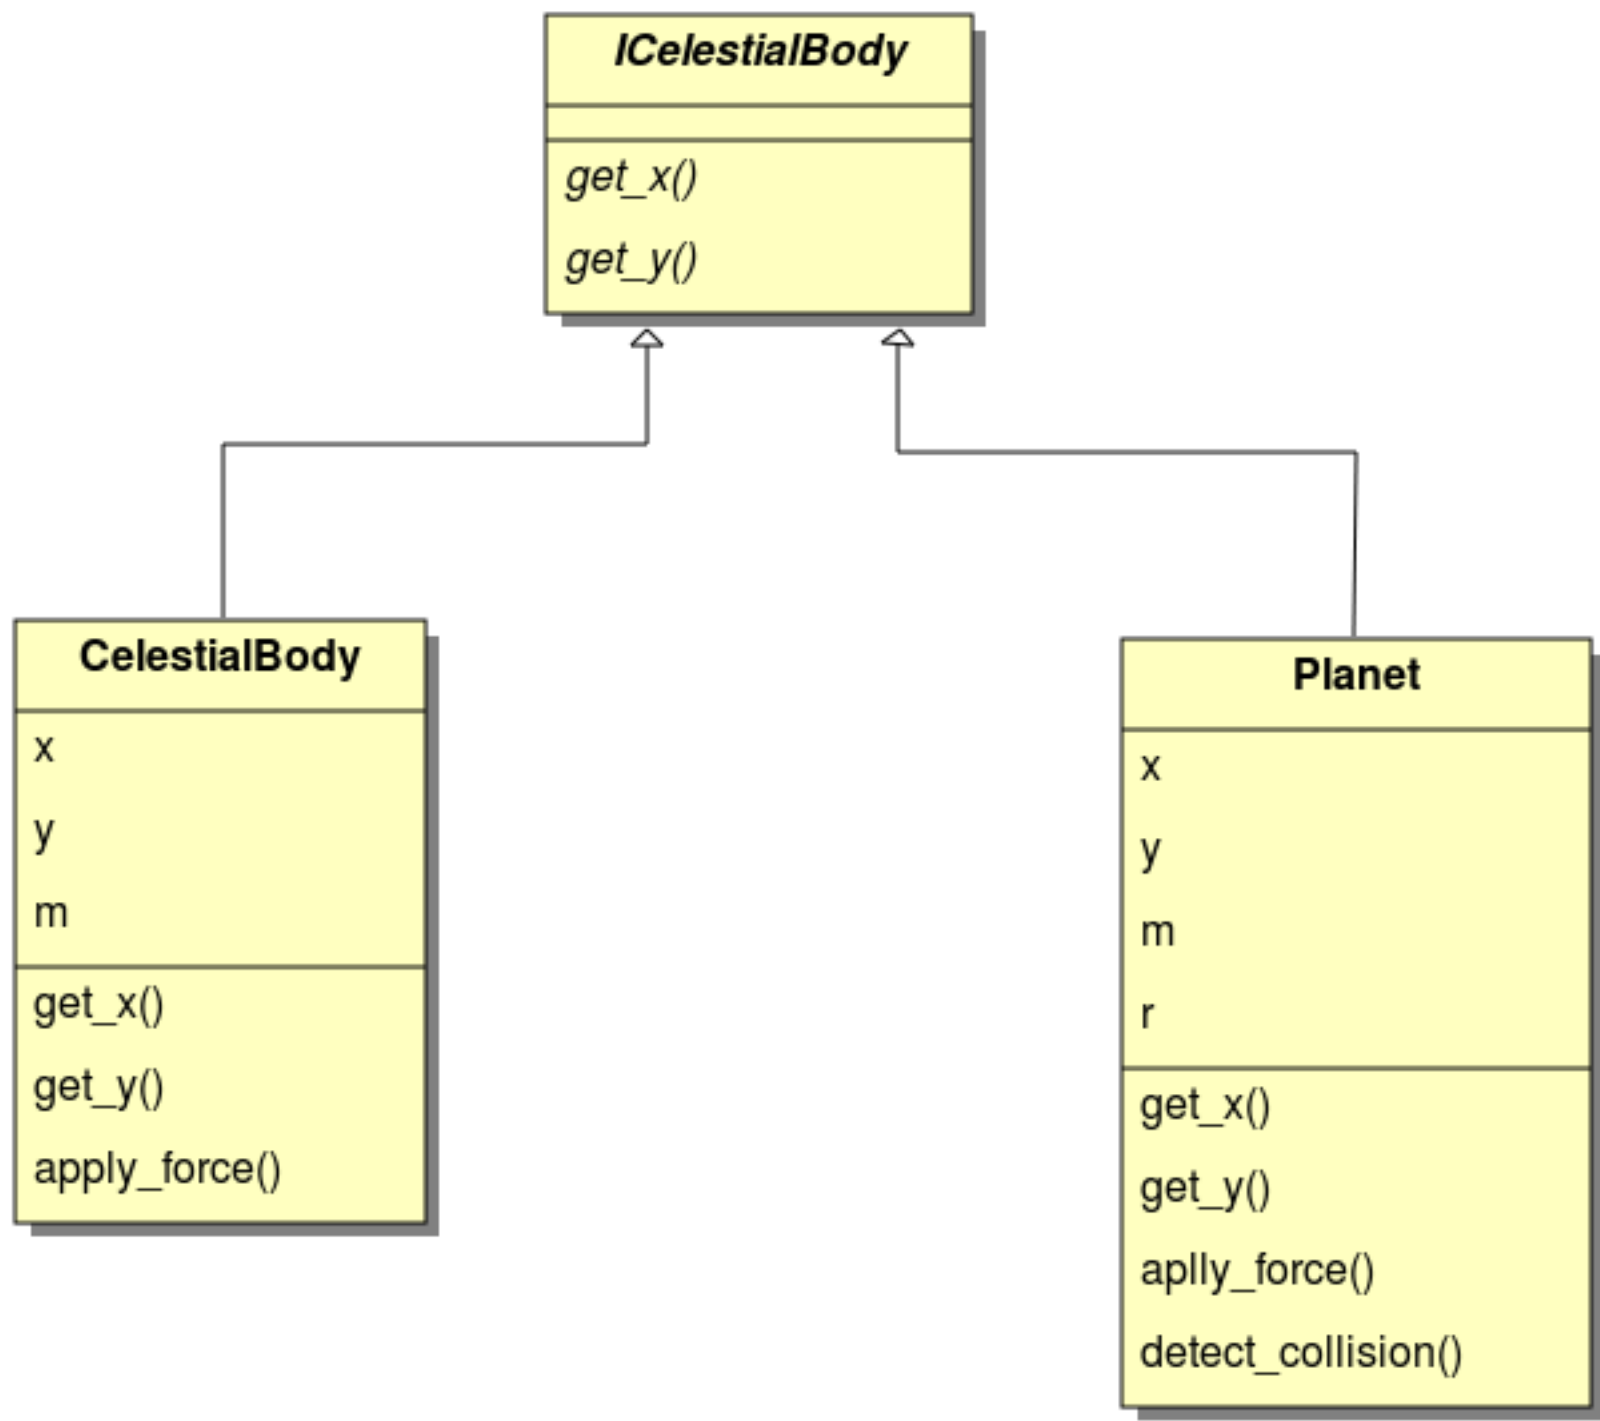 ICelestialBody
get_x()
get_y()
CelestialBody
x
y
m
get_x()
get_y()
apply_force()
Planet
x
y
m
r
get_x()
get_y()
aplly_force()
detect_collision()